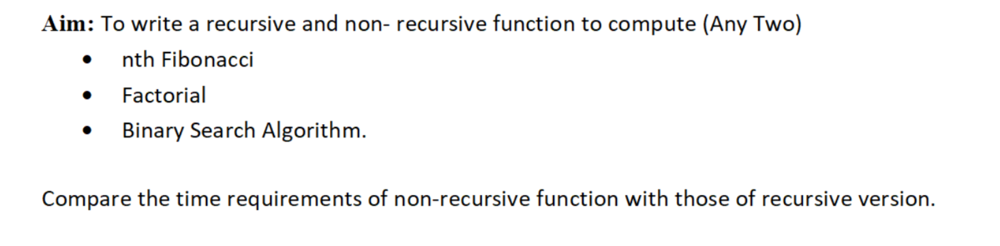 Aim: To write a recursive and non- recursive function to compute (Any Two)
• nth Fibonacci
• Factorial
• Binary Search Algorithm.
Compare the time requirements of non-recursive function with those of recursive version.